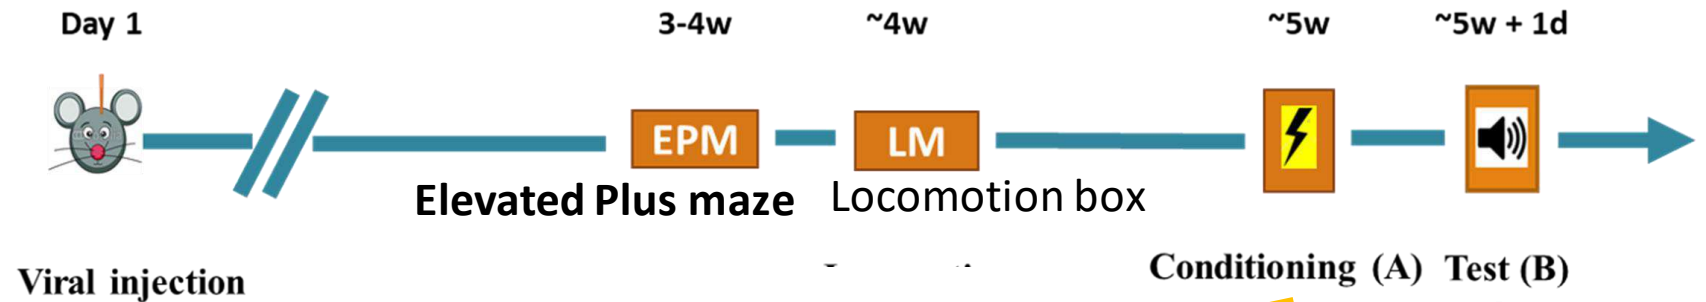 Day 1 3-4w ~4w ~5w ~5w + 1d
EPM LM
Elevated Plus maze Locomotion box
Viral injection Conditioning (A) Test (B)